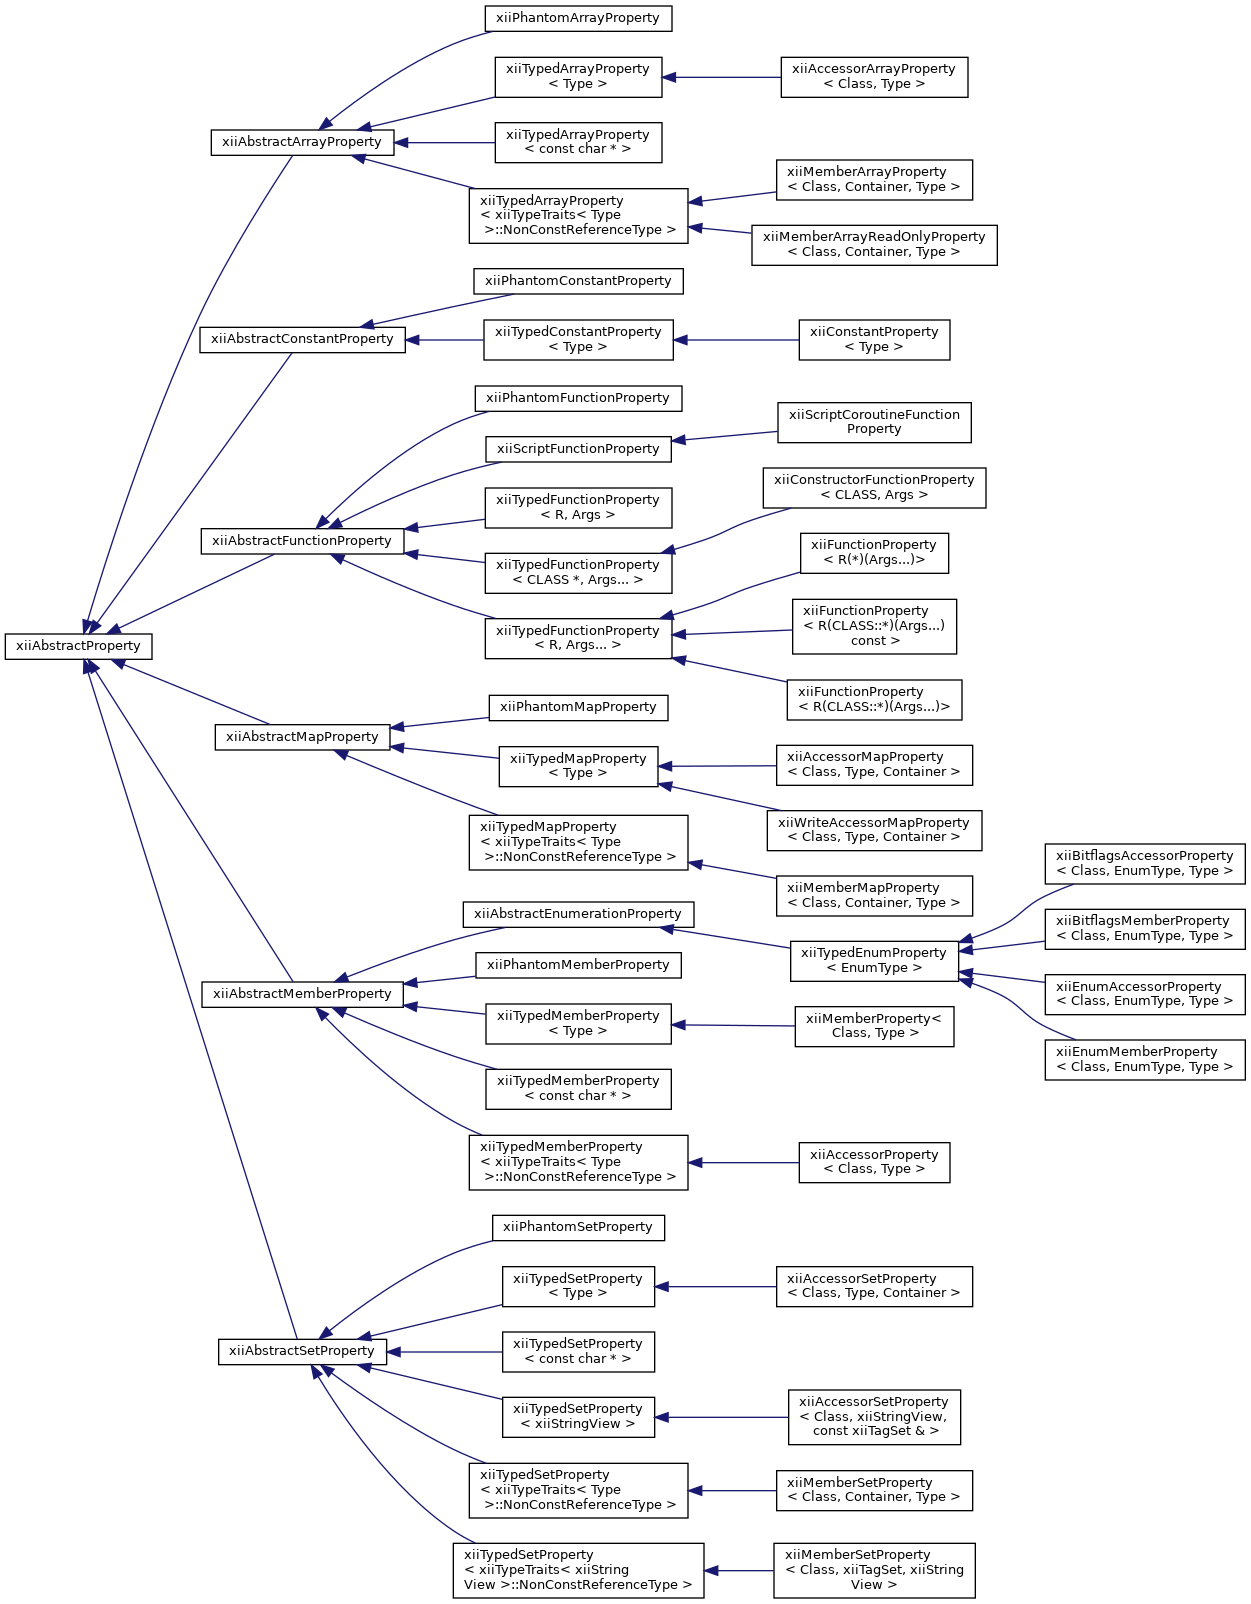 xiiPhantomArrayProperty
xiiTypedArrayProperty
< Type >
xiiAccessorArrayProperty
< Class, Type >
xiiAbstractArrayProperty
xiiTypedArrayProperty
< const char * >
xiiTypedArrayProperty
< xiiTypeTraits< Type
>::NonConstReferenceType >
xiiMemberArrayProperty
< Class, Container, Type >
xiiMemberArrayReadOnlyProperty
< Class, Container, Type >
xiiPhantomConstantProperty
xiiAbstractConstantProperty
xiiTypedConstantProperty
< Type >
xiiConstantProperty
< Type >
xiiPhantomFunctionProperty
xiiScriptFunctionProperty
xiiScriptCoroutineFunction
Property
xiiTypedFunctionProperty
< R, Args >
xiiConstructorFunctionProperty
< CLASS, Args >
xiiAbstractFunctionProperty
xiiTypedFunctionProperty
< CLASS *, Args... >
xiiFunctionProperty
< R(*)(Args...)>
xiiTypedFunctionProperty
< R, Args... >
xiiFunctionProperty
< R(CLASS::*)(Args...)
const >
xiiFunctionProperty
< R(CLASS::*)(Args...)>
xiiAbstractProperty
xiiPhantomMapProperty
xiiAbstractMapProperty
xiiTypedMapProperty
< Type >
xiiAccessorMapProperty
< Class, Type, Container >
xiiWriteAccessorMapProperty
< Class, Type, Container >
xiiTypedMapProperty
< xiiTypeTraits< Type
>::NonConstReferenceType >
xiiMemberMapProperty
< Class, Container, Type >
xiiAbstractEnumerationProperty
xiiTypedEnumProperty
< EnumType >
xiiBitflagsAccessorProperty
< Class, EnumType, Type >
xiiBitflagsMemberProperty
< Class, EnumType, Type >
xiiEnumAccessorProperty
< Class, EnumType, Type >
xiiEnumMemberProperty
< Class, EnumType, Type >
xiiPhantomMemberProperty
xiiAbstractMemberProperty
xiiTypedMemberProperty
< Type >
xiiMemberProperty<
Class, Type >
xiiTypedMemberProperty
< const char * >
xiiTypedMemberProperty
< xiiTypeTraits< Type
>::NonConstReferenceType >
xiiAccessorProperty
< Class, Type >
xiiPhantomSetProperty
xiiTypedSetProperty
< Type >
xiiAccessorSetProperty
< Class, Type, Container >
xiiAbstractSetProperty
xiiTypedSetProperty
< const char * >
xiiTypedSetProperty
< xiiStringView >
xiiAccessorSetProperty
< Class, xiiStringView,
const xiiTagSet & >
xiiTypedSetProperty
< xiiTypeTraits< Type
>::NonConstReferenceType >
xiiMemberSetProperty
< Class, Container, Type >
xiiTypedSetProperty
< xiiTypeTraits< xiiString
View >::NonConstReferenceType >
xiiMemberSetProperty
< Class, xiiTagSet, xiiString
View >